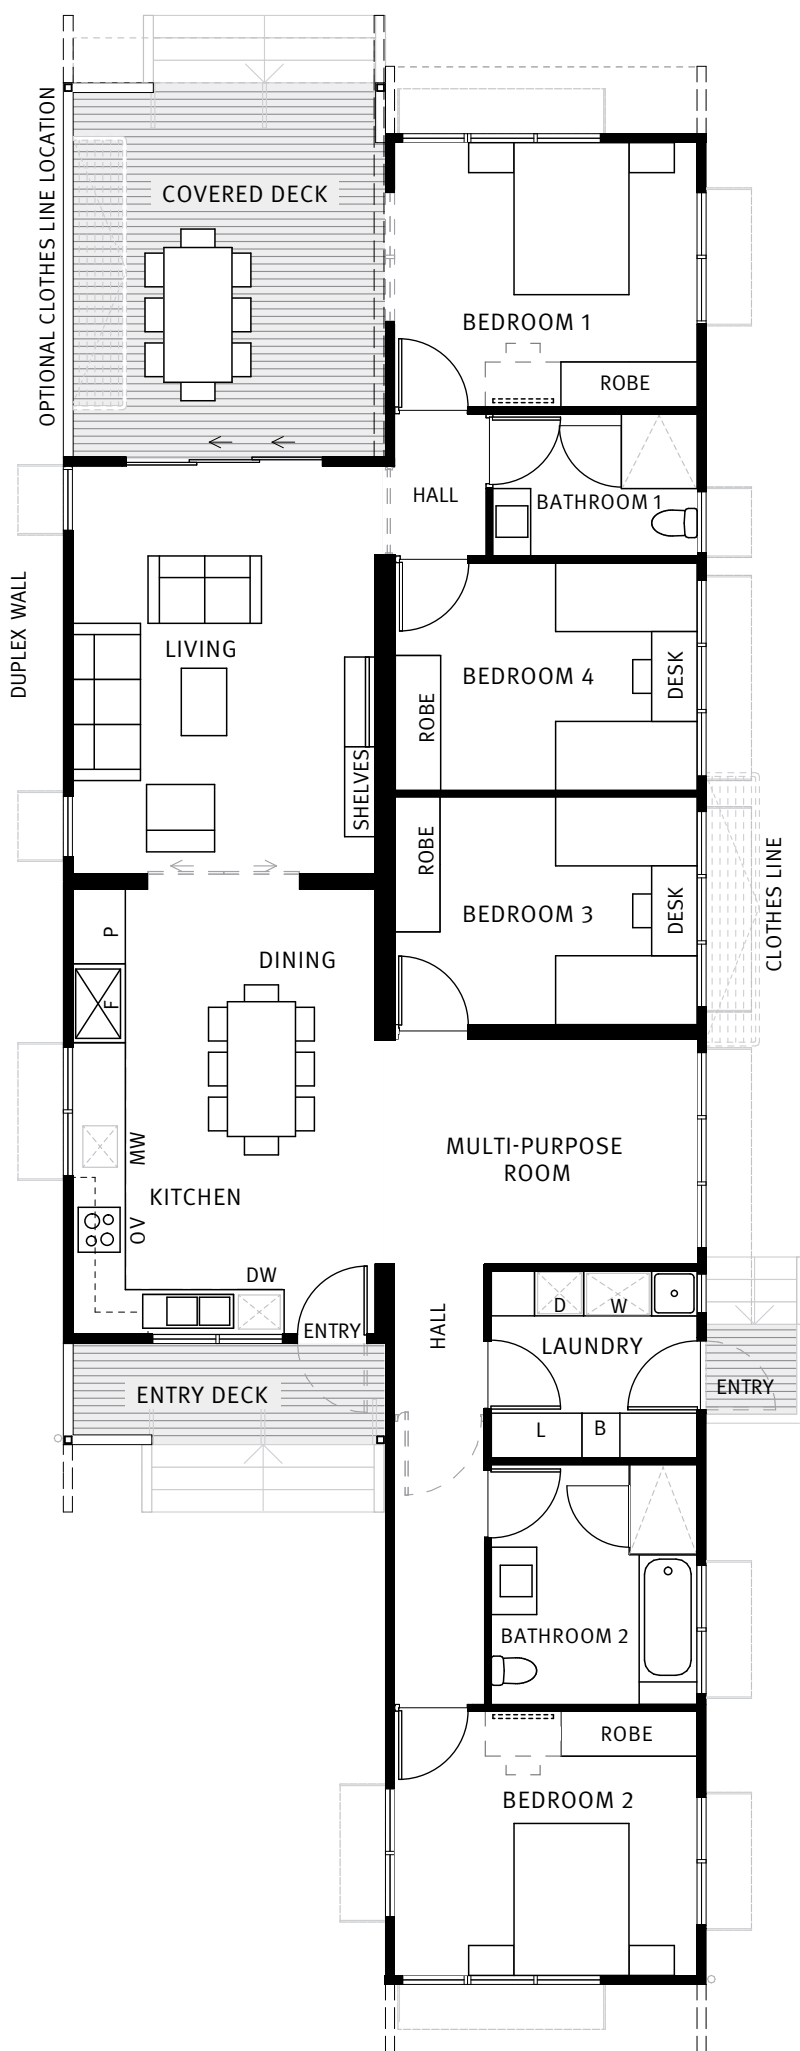 OPTIONAL CLOTHES LINE LOCATION
COVERED DECK
BEDROOM 1
ROBE
HALL
BATHROOM 1
DUPLEX WALL
LIVING
BEDROOM 4
ROBE
DESK
SHELVES
ROBE
BEDROOM 3
DESK
CLOTHES LINE
P
F
DINING
MW
OV
KITCHEN
MULTI-PURPOSE
ROOM
DW
ENTRY
HALL
D
W
LAUNDRY
ENTRY
ENTRY DECK
L
B
BATHROOM 2
ROBE
BEDROOM 2